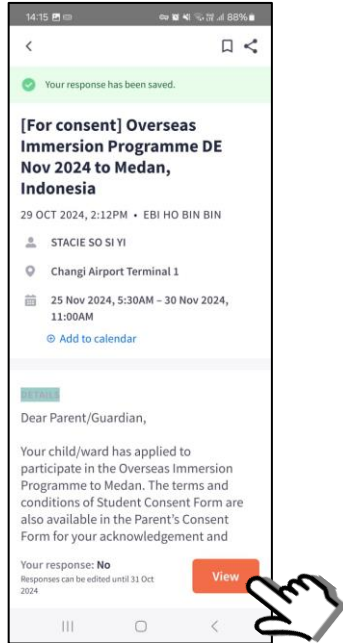 14:15
88%
Your response has been saved.
[For consent] Overseas
Immersion Programme DE
Nov 2024 to Medan,
Indonesia
29 OCT 2024, 2:12PM • EBI HO BIN BIN
STACIE SO SI YI
Changi Airport Terminal 1
25 Nov 2024, 5:30AM – 30 Nov 2024,
11:00AM
Add to calendar
DETAILS
Dear Parent/Guardian,
Your child/ward has applied to
participate in the Overseas Immersion
Programme to Medan. The terms and
conditions of Student Consent Form are
also available in the Parent's Consent
Form for your acknowledgement and
Your response: No
Responses can be edited until 31 Oct
2024
View